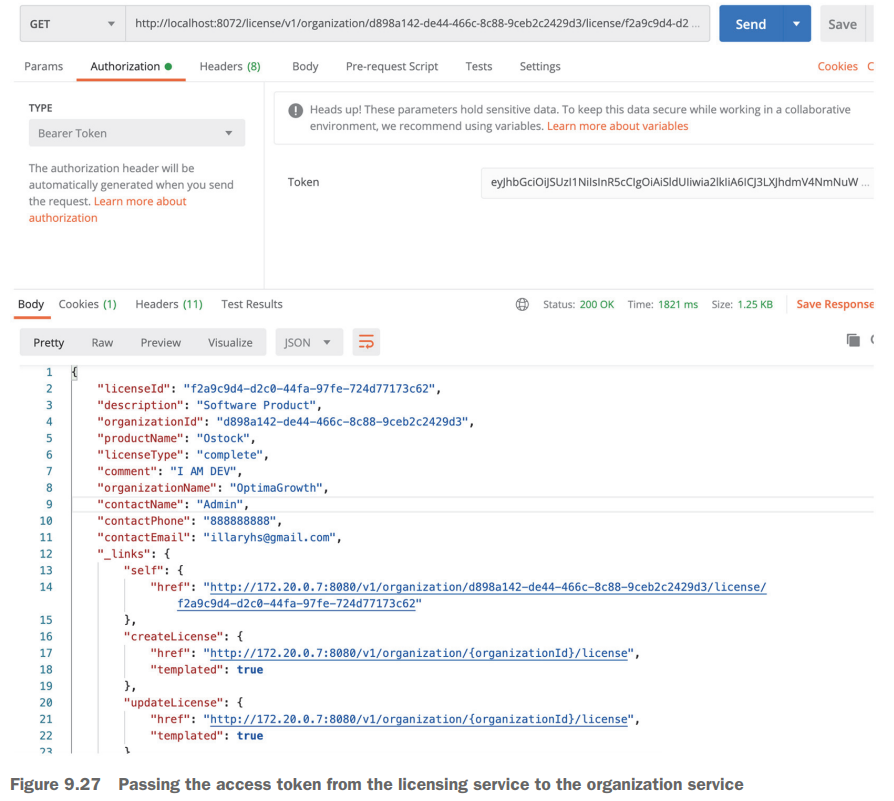 GET http://localhost:8072/license/v1/organization/d898a142-de44-466c-8c88-9ceb2c2429d3/license/f2a9c9d4-d2 ... Send Save
Params Authorization Headers (8) Body Pre-request Script Tests Settings Cookies C
TYPE
Bearer Token
The authorization header will be
automatically generated when you send
the request. Learn more about
authorization
Heads up! These parameters hold sensitive data. To keep this data secure while working in a collaborative
environment, we recommend using variables. Learn more about variables
Token
Body Cookies (1) Headers (11) Test Results Status: 200 OK Time: 1821 ms Size: 1.25 KB Save Response
Pretty Raw Preview Visualize JSON
1 {
2 "licenseId": "f2a9c9d4-d2c0-44fa-97fe-724d77173c62",
3 "description": "Software Product",
4 "organizationId": "d898a142-de44-466c-8c88-9ceb2c2429d3",
5 "productName": "Ostock",
6 "licenseType": "complete",
7 "comment": "I AM DEV",
8 "organizationName": "OptimaGrowth",
9 "contactName": "Admin",
10 "contactPhone": "888888888",
11 "contactEmail": "illaryhs@gmail.com",
12 "_links": {
13 "self": {
14 "href": "http://172.20.0.7:8080/v1/organization/d898a142-de44-466c-8c88-9ceb2c2429d3/license/
f2a9c9d4-d2c0-44fa-97fe-724d77173c62"
15 },
16 "createLicense": {
17 "href": "http://172.20.0.7:8080/v1/organization/{organizationId}/license",
18 "templated": true
19 },
20 "updateLicense": {
21 "href": "http://172.20.0.7:8080/v1/organization/{organizationId}/license",
22 "templated": true
23 }
Figure 9.27 Passing the access token from the licensing service to the organization service